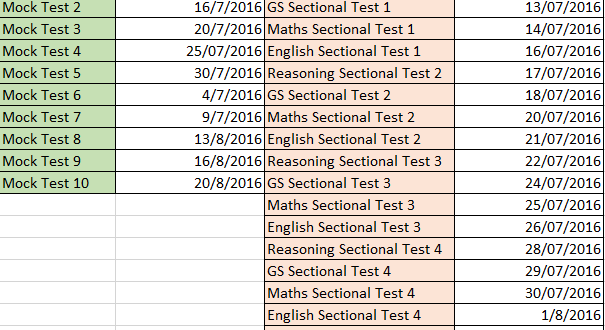 Mock Test 2 16/7/2016 GS Sectional Test 1 13/07/2016
Mock Test 3 20/7/2016 Maths Sectional Test 1 14/07/2016
Mock Test 4 25/07/2016 English Sectional Test 1 16/07/2016
Mock Test 5 30/7/2016 Reasoning Sectional Test 2 17/07/2016
Mock Test 6 4/7/2016 GS Sectional Test 2 18/07/2016
Mock Test 7 9/7/2016 Maths Sectional Test 2 20/07/2016
Mock Test 8 13/8/2016 English Sectional Test 2 21/07/2016
Mock Test 9 16/8/2016 Reasoning Sectional Test 3 22/07/2016
Mock Test 10 20/8/2016 GS Sectional Test 3 24/07/2016
Maths Sectional Test 3 25/07/2016
English Sectional Test 3 26/07/2016
Reasoning Sectional Test 4 28/07/2016
GS Sectional Test 4 29/07/2016
Maths Sectional Test 4 30/07/2016
English Sectional Test 4 1/8/2016